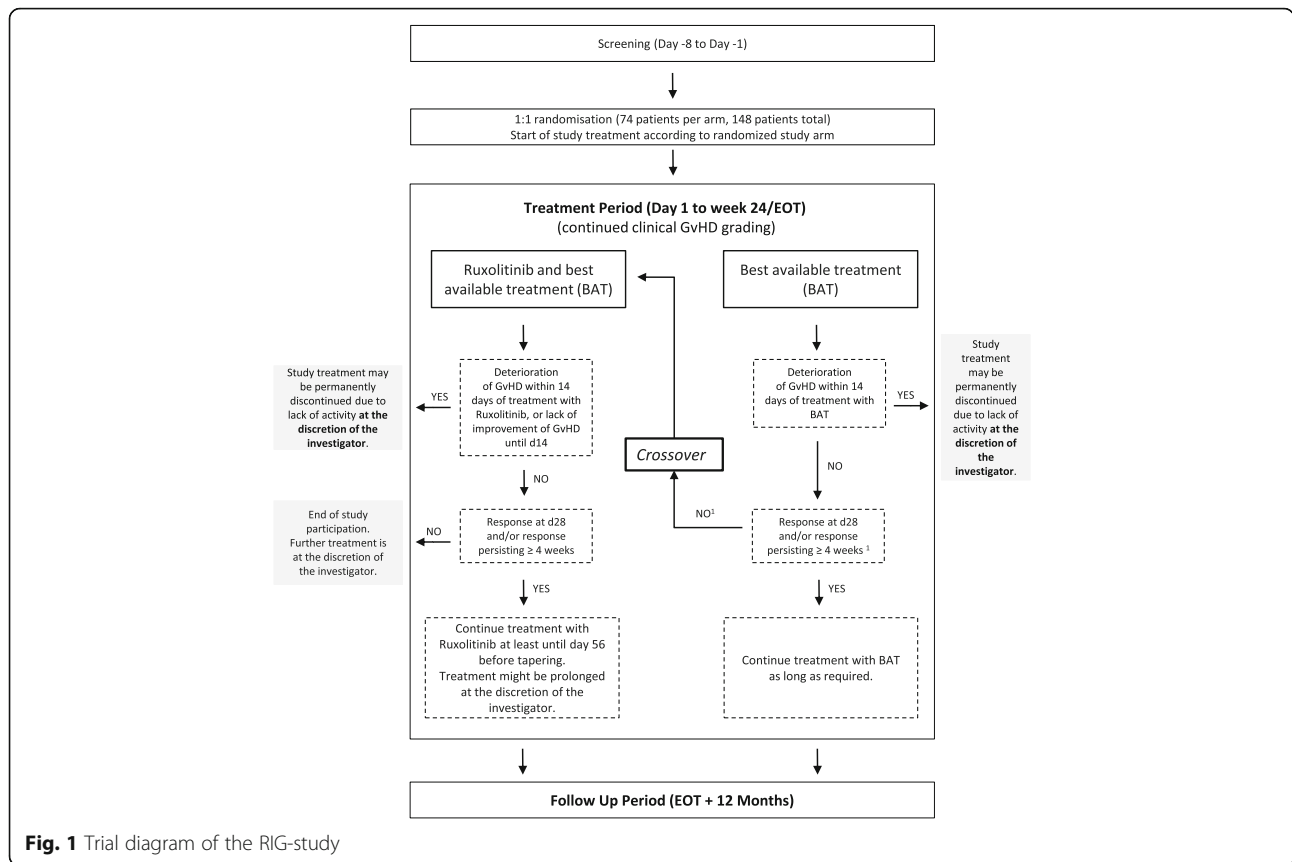 Screening (Day -8 to Day -1)
1:1 randomisation (74 patients per arm, 148 patients total)
Start of study treatment according to randomized study arm
Treatment Period (Day 1 to week 24/EOT)
(continued clinical GvHD grading)
Ruxolitinib and best
available treatment (BAT)
Best available treatment
(BAT)
Study treatment may
be permanently
discontinued due to
lack of activity at the
discretion of the
investigator.
YES
Deterioration
of GvHD within 14
days of treatment with
Ruxolitinib, or lack of
improvement of GvHD
until d14
Crossover
Deterioration
of GvHD within 14
days of treatment with
BAT
YES
Study
treatment
may be
permanently
discontinued
due to lack of
activity at the
discretion of
the
investigator.
NO
NO
End of study
participation.
Further treatment is
at the discretion of
the investigator.
NO
Response at d28
and/or response
persisting ≥ 4 weeks
NO¹
Response at d28
and/or response
persisting ≥ 4 weeks ¹
YES
YES
Continue treatment with
Ruxolitinib at least until day 56
before tapering.
Treatment might be prolonged
at the discretion of the
investigator.
Continue treatment with BAT
as long as required.
Follow Up Period (EOT + 12 Months)
Fig. 1 Trial diagram of the RIG-study